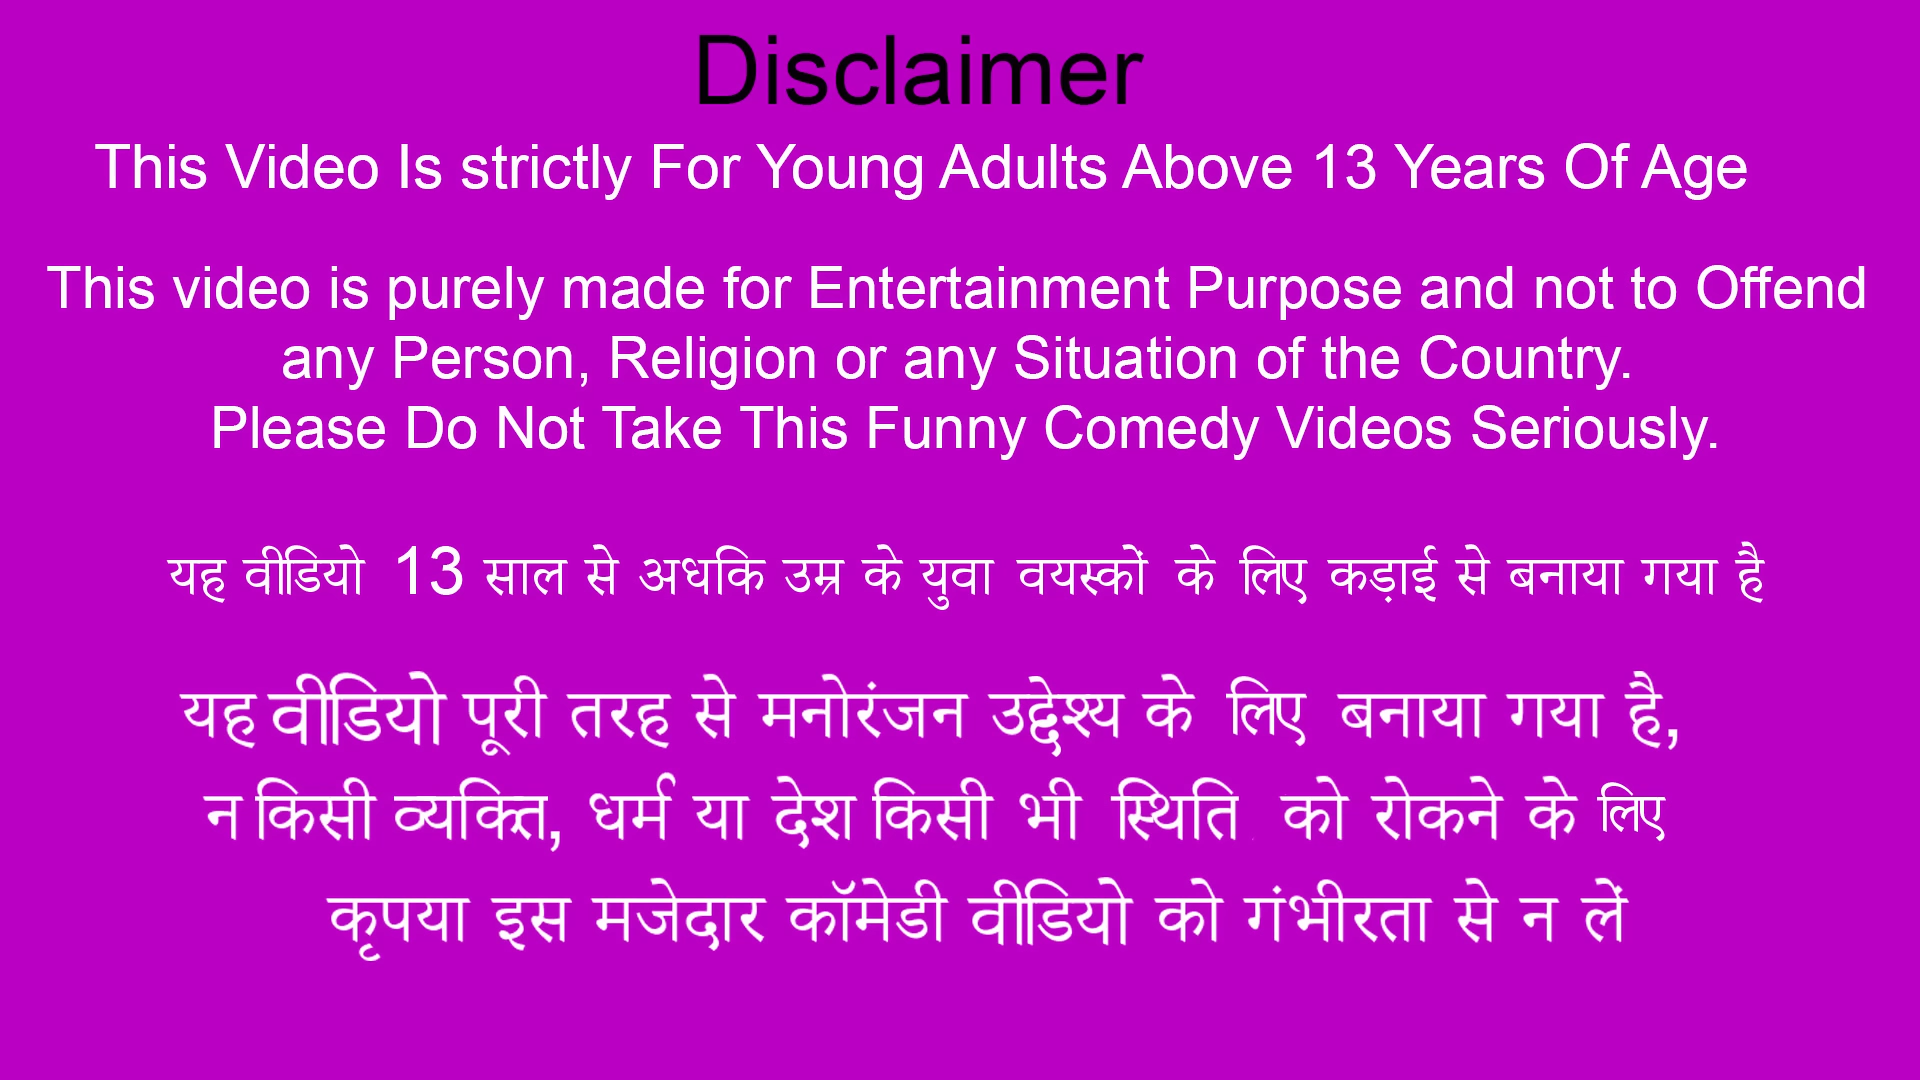 Disclaimer
This Video Is strictly For Young Adults Above 13 Years Of Age
This video is purely made for Entertainment Purpose and not to Offend
any Person, Religion or any Situation of the Country.
Please Do Not Take This Funny Comedy Videos Seriously.
यह वीडियो 13 साल से अधकि उम्र के युवा वयस्कों के लिए कड़ाई से बनाया गया है
यह वीडियो पूरी तरह से मनोरंजन उद्देश्य के लिए बनाया गया है,
न किसी व्यक्ति, धर्म या देश किसी भी स्थिति को रोकने के लिए
कृपया इस मजेदार कॉमेडी वीडियो को गंभीरता से न लें